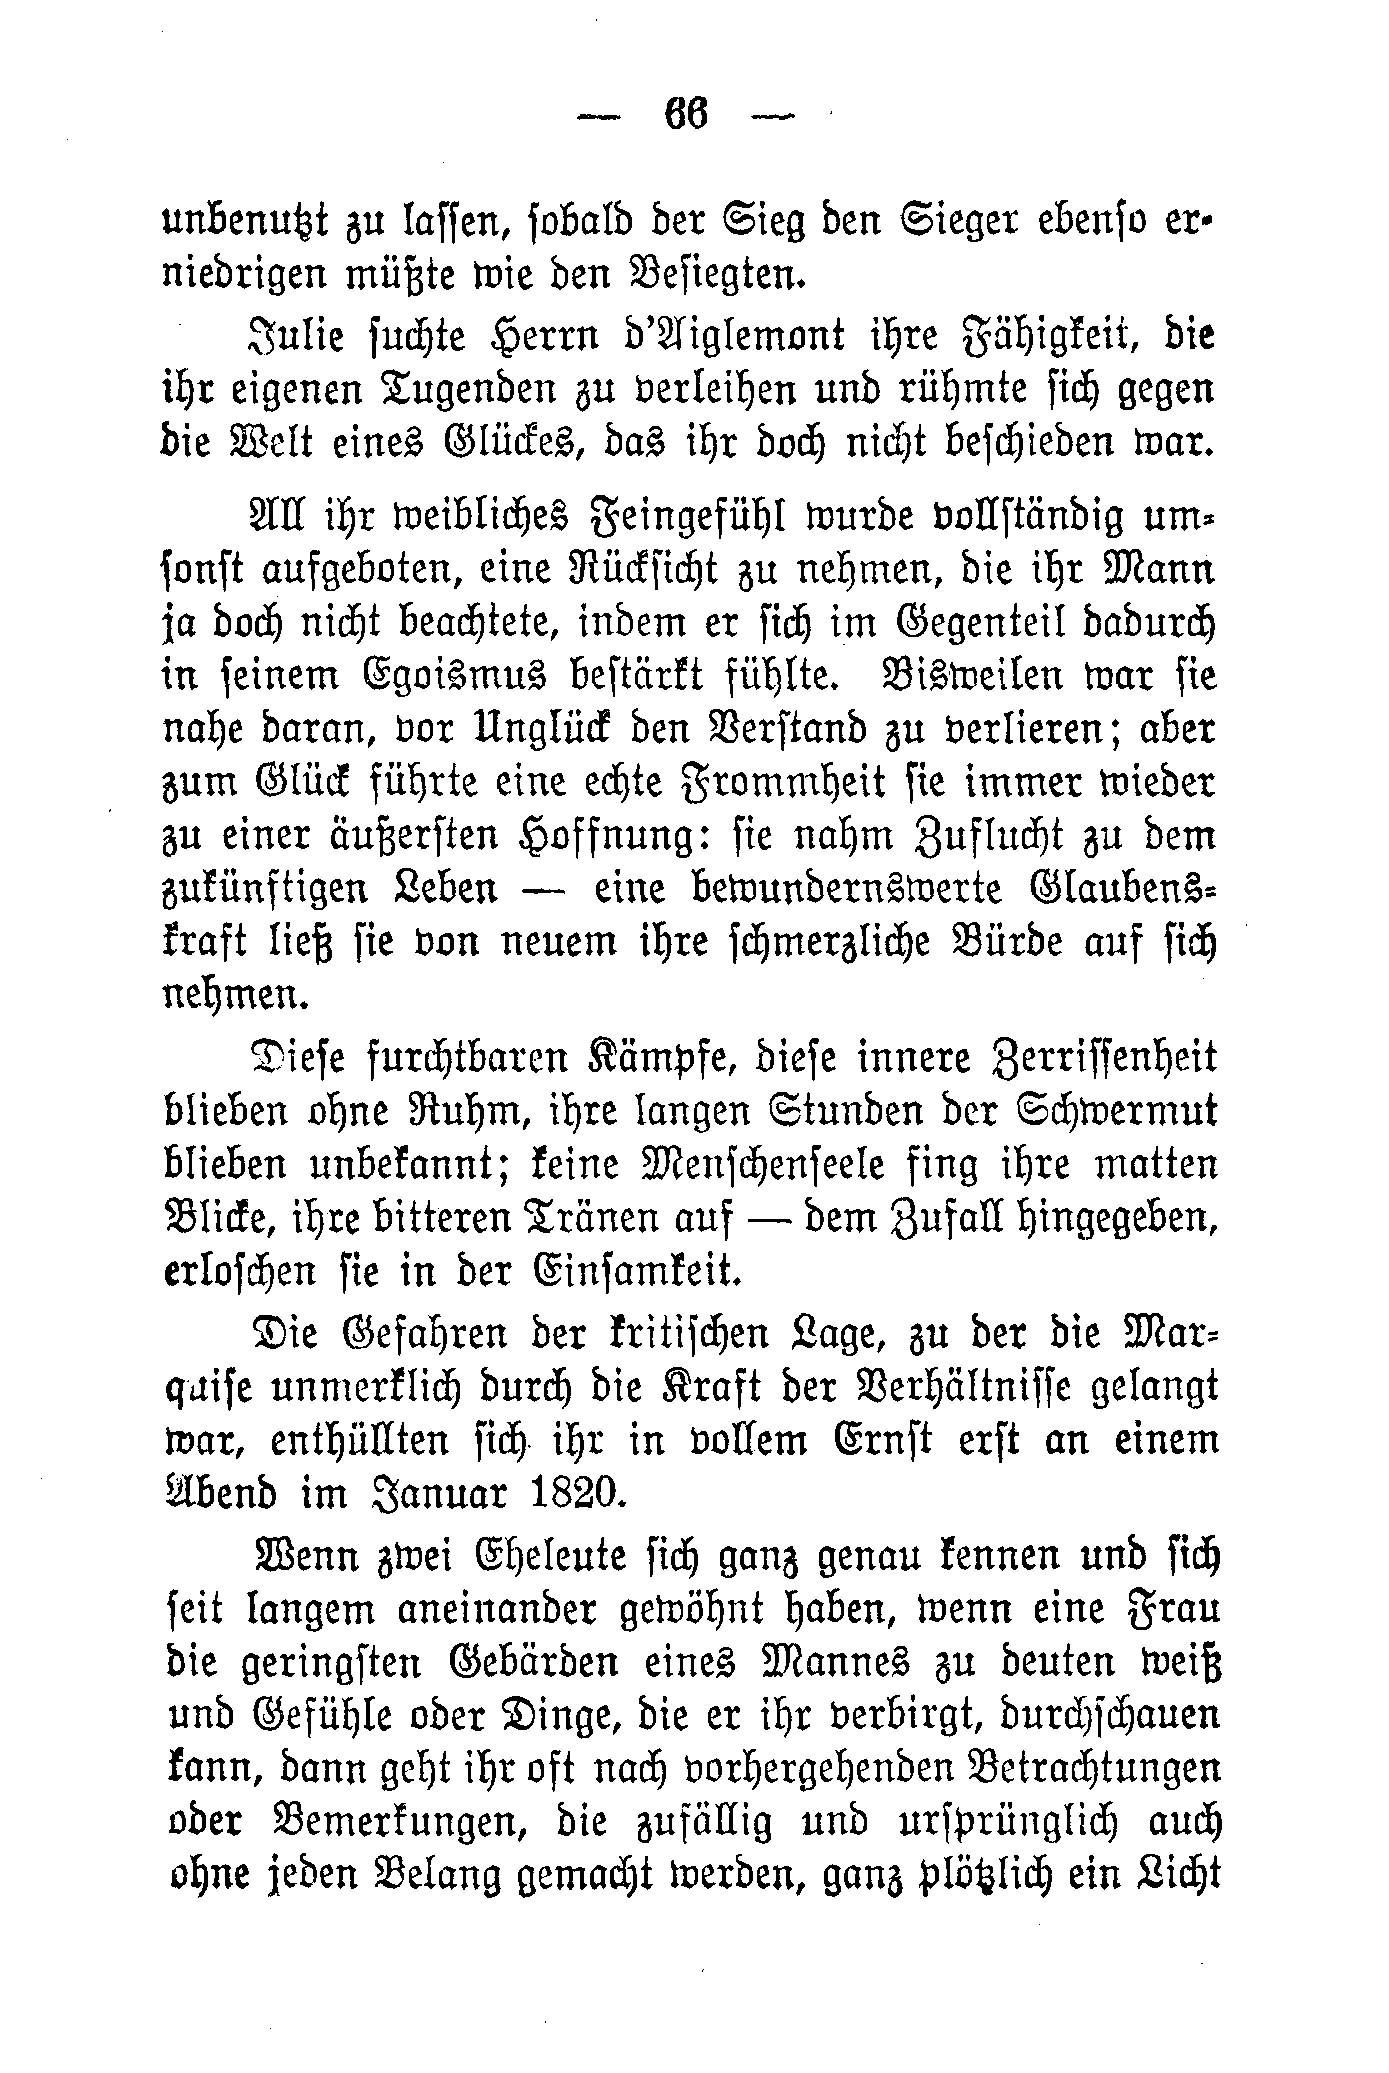 — 66 —
unbenutzt zu lassen, sobald der Sieg den Sieger ebenso er-
niedrigen müßte wie den Besiegten.
Julie suchte Herrn d'Aiglemont ihre Fähigkeit, die
ihr eigenen Tugenden zu verleihen und rühmte sich gegen
die Welt eines Glückes, das ihr doch nicht beschieden war.
All ihr weibliches Feingefühl wurde vollständig um-
sonst aufgeboten, eine Rücksicht zu nehmen, die ihr Mann
ja doch nicht beachtete, indem er sich im Gegenteil dadurch
in seinem Egoismus bestärkt fühlte. Bisweilen war sie
nahe daran, vor Unglück den Verstand zu verlieren; aber
zum Glück führte eine echte Frommheit sie immer wieder
zu einer äußersten Hoffnung: sie nahm Zuflucht zu dem
zukünftigen Leben — eine bewundernswerte Glaubens-
kraft ließ sie von neuem ihre schmerzliche Bürde auf sich
nehmen.
Diese furchtbaren Kämpfe, diese innere Zerrissenheit
blieben ohne Ruhm, ihre langen Stunden der Schwermut
blieben unbekannt; keine Menschenseele fing ihre matten
Blicke, ihre bitteren Tränen auf — dem Zufall hingegeben,
erloschen sie in der Einsamkeit.
Die Gefahren der kritischen Lage, zu der die Mar-
quise unmerklich durch die Kraft der Verhältnisse gelangt
war, enthüllten sich ihr in vollem Ernst erst an einem
Abend im Januar 1820.
Wenn zwei Eheleute sich ganz genau kennen und sich
seit langem aneinander gewöhnt haben, wenn eine Frau
die geringsten Gebärden eines Mannes zu deuten weiß
und Gefühle oder Dinge, die er ihr verbirgt, durchschauen
kann, dann geht ihr oft nach vorhergehenden Betrachtungen
oder Bemerkungen, die zufällig und ursprünglich auch
ohne jeden Belang gemacht werden, ganz plötzlich ein Licht